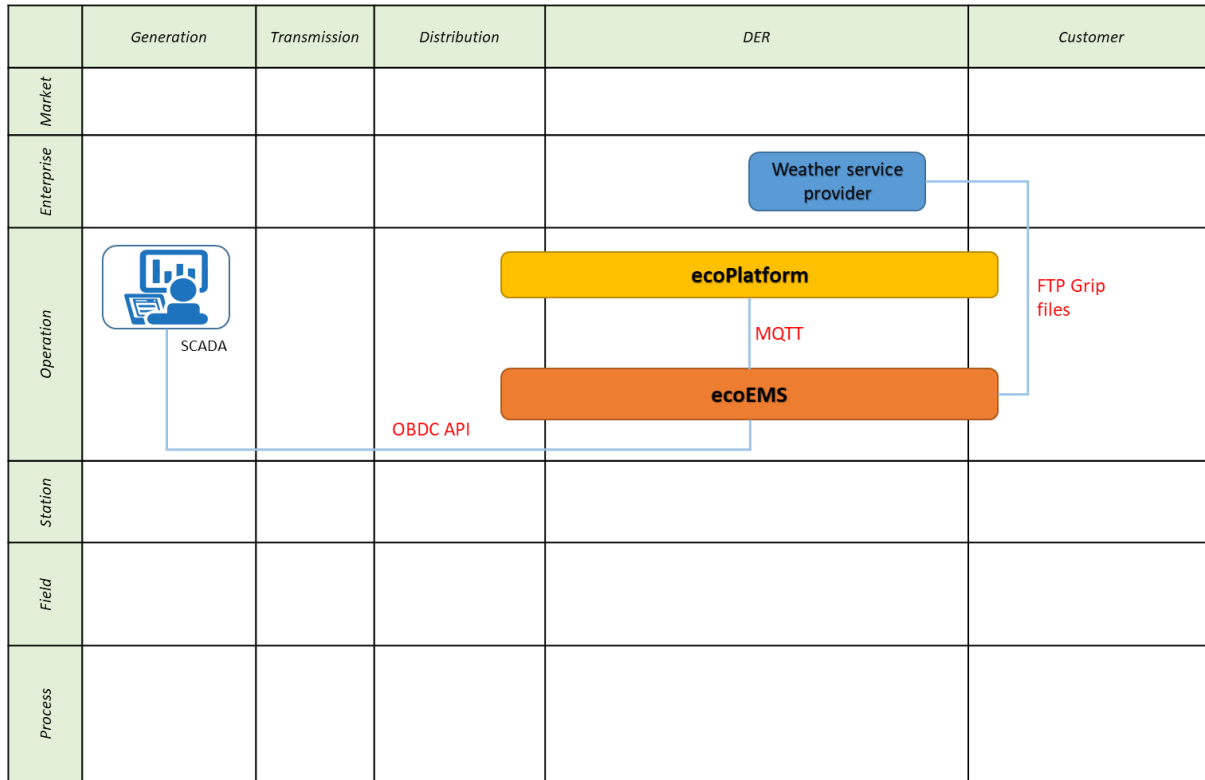 Generation
Transmission
Distribution
DER
Customer
Market
Enterprise
Weather service
provider
Operation
SCADA
ecoPlatform
MQTT
FTP Grip
files
ecoEMS
OBDC API
Station
Field
Process